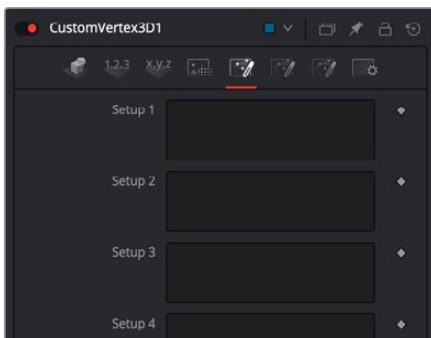 CustomVertex3D1
1,2,3 x,y,z
Setup 1
Setup 2
Setup 3
Setup 4